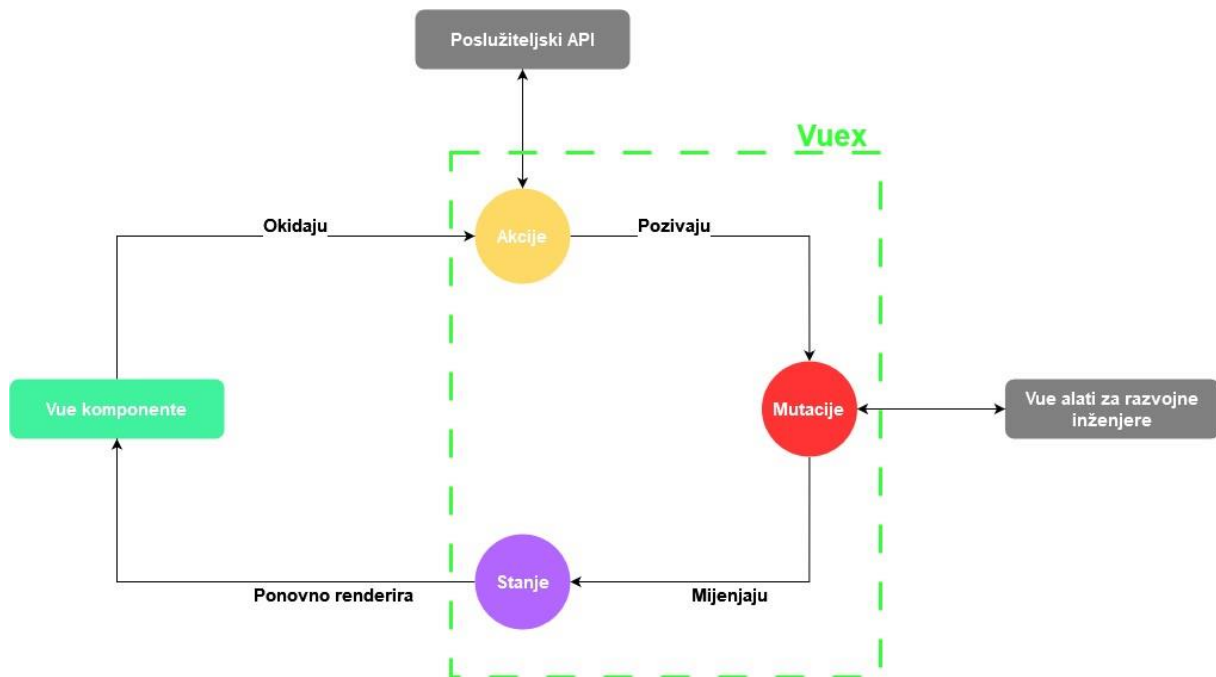 Poslužiteljski API
Vuex
Okidaju
Akcije
Pozivaju
Vue komponente
Mutacije
Vue alati za razvojne
inženjere
Stanje
Ponovno renderira
Mijenjaju